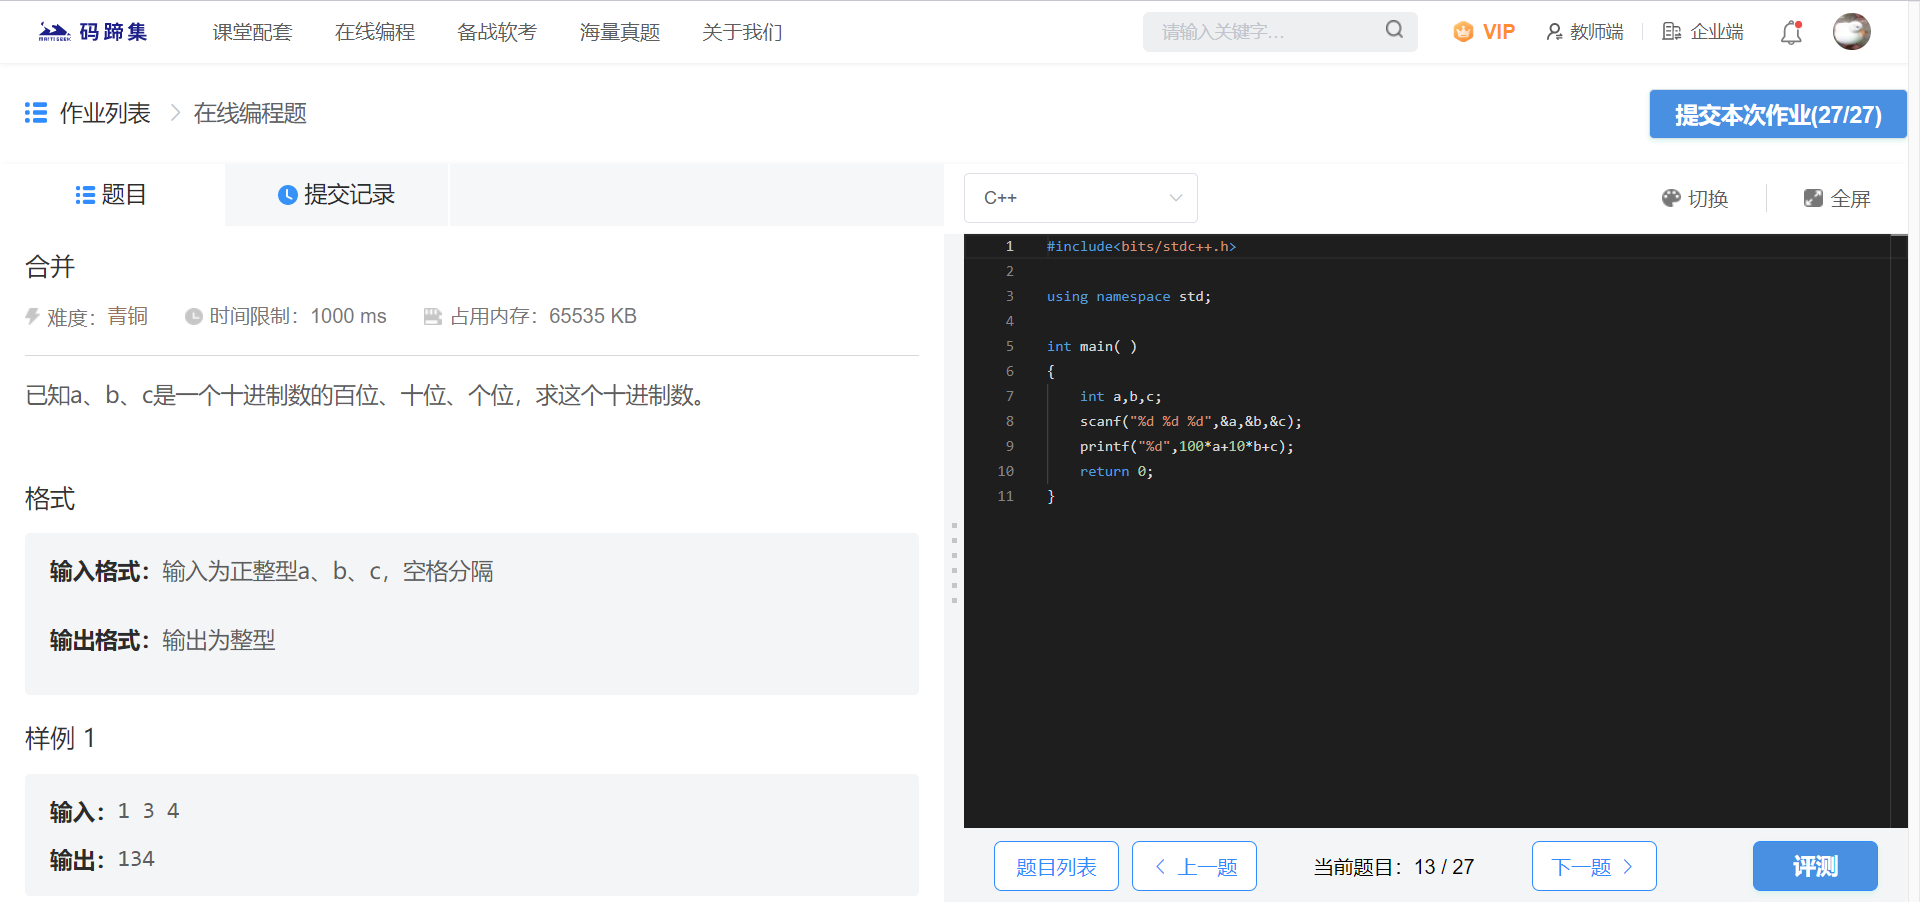 码蹄集
MAITI GEEK
课堂配套 在线编程 备战软考 海量真题 关于我们
请输入关键字...
VIP 教师端 企业端
作业列表 > 在线编程题
提交本次作业(27/27)
题目 提交记录
合并
难度：青铜 时间限制：1000 ms 占用内存：65535 KB
已知a、b、c是一个十进制数的百位、十位、个位，求这个十进制数。
格式
输入格式：输入为正整型a、b、c，空格分隔
输出格式：输出为整型
样例 1
输入：1 3 4
输出：134
C++
切换 全屏
1 #include<bits/stdc++.h>
2
3 using namespace std;
4
5 int main( )
6 {
7     int a,b,c;
8     scanf("%d %d %d",&a,&b,&c);
9     printf("%d",100*a+10*b+c);
10     return 0;
11 }
题目列表 < 上一题 当前题目：13 / 27 下一题 > 评测